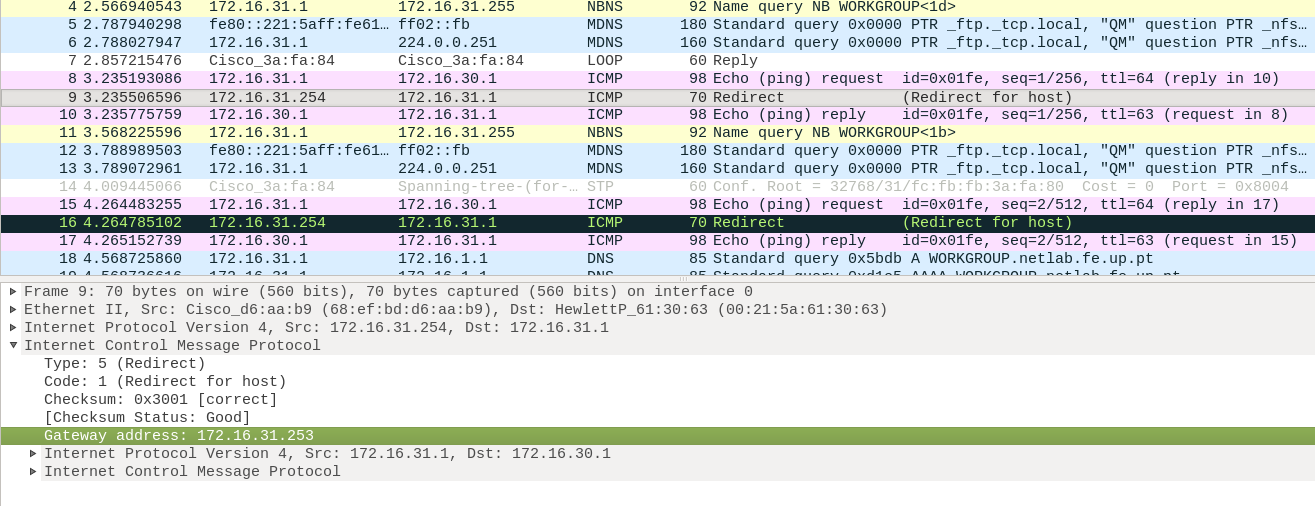 4 2.566940543 172.16.31.1 172.16.31.255 NBNS 92 Name query NB WORKGROUP<1d>
5 2.787940298 fe80::221:5aff:fe61… ff02::fb MDNS 180 Standard query 0x0000 PTR _ftp._tcp.local, "QM" question PTR _nfs…
6 2.788027947 172.16.31.1 224.0.0.251 MDNS 160 Standard query 0x0000 PTR _ftp._tcp.local, "QM" question PTR _nfs…
7 2.857215476 Cisco_3a:fa:84 Cisco_3a:fa:84 LOOP 60 Reply
8 3.235193086 172.16.31.1 172.16.30.1 ICMP 98 Echo (ping) request id=0x01fe, seq=1/256, ttl=64 (reply in 10)
9 3.235506596 172.16.31.254 172.16.31.1 ICMP 70 Redirect (Redirect for host)
10 3.235775759 172.16.30.1 172.16.31.1 ICMP 98 Echo (ping) reply id=0x01fe, seq=1/256, ttl=63 (request in 8)
11 3.568225596 172.16.31.1 172.16.31.255 NBNS 92 Name query NB WORKGROUP<1b>
12 3.788989503 fe80::221:5aff:fe61… ff02::fb MDNS 180 Standard query 0x0000 PTR _ftp._tcp.local, "QM" question PTR _nfs…
13 3.789072961 172.16.31.1 224.0.0.251 MDNS 160 Standard query 0x0000 PTR _ftp._tcp.local, "QM" question PTR _nfs…
14 4.009445066 Cisco_3a:fa:84 Spanning-tree-(for-… STP 60 Conf. Root = 32768/31/fc:fb:fb:3a:fa:80 Cost = 0 Port = 0x8004
15 4.264483255 172.16.31.1 172.16.30.1 ICMP 98 Echo (ping) request id=0x01fe, seq=2/512, ttl=64 (reply in 17)
16 4.264785102 172.16.31.254 172.16.31.1 ICMP 70 Redirect (Redirect for host)
17 4.265152739 172.16.30.1 172.16.31.1 ICMP 98 Echo (ping) reply id=0x01fe, seq=2/512, ttl=63 (request in 15)
18 4.568725860 172.16.31.1 172.16.1.1 DNS 85 Standard query 0x5bdb A WORKGROUP.netlab.fe.up.pt
172.16.31.1 172.16.1.1 DNS 85 Standard query AAAA WORKGROUP.netlab.fe.up.pt
Frame 9: 70 bytes on wire (560 bits), 70 bytes captured (560 bits) on interface 0
Ethernet II, Src: Cisco_d6:aa:b9 (68:ef:bd:d6:aa:b9), Dst: HewlettP_61:30:63 (00:21:5a:61:30:63)
Internet Protocol Version 4, Src: 172.16.31.254, Dst: 172.16.31.1
Internet Control Message Protocol
Type: 5 (Redirect)
Code: 1 (Redirect for host)
Checksum: 0x3001 [correct]
[Checksum Status: Good]
Gateway address: 172.16.31.253
Internet Protocol Version 4, Src: 172.16.31.1, Dst: 172.16.30.1
Internet Control Message Protocol